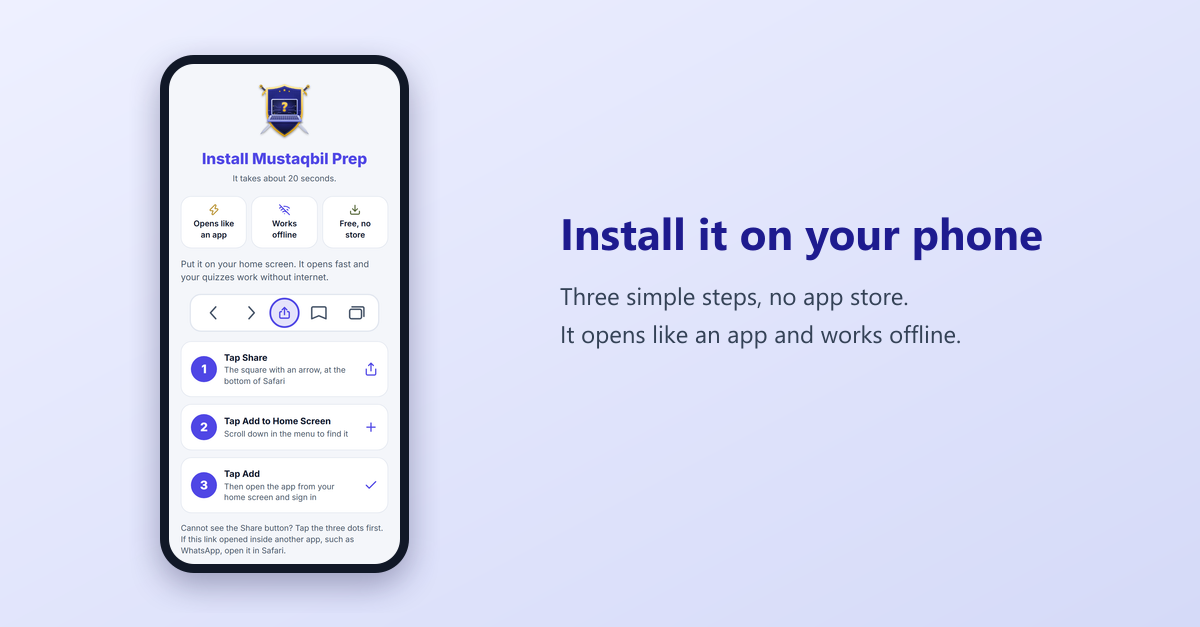 ?
Install Mustaqbil Prep
It takes about 20 seconds.
Opens like
an app
Works
offline
Free, no
store
Put it on your home screen. It opens fast and
your quizzes work without internet.
1
Tap Share
The square with an arrow, at the
bottom of Safari
2
Tap Add to Home Screen
Scroll down in the menu to find it
3
Tap Add
Then open the app from your
home screen and sign in
Cannot see the Share button? Tap the three dots first.
If this link opened inside another app, such as
WhatsApp, open it in Safari.
Install it on your phone
Three simple steps, no app store.
It opens like an app and works offline.